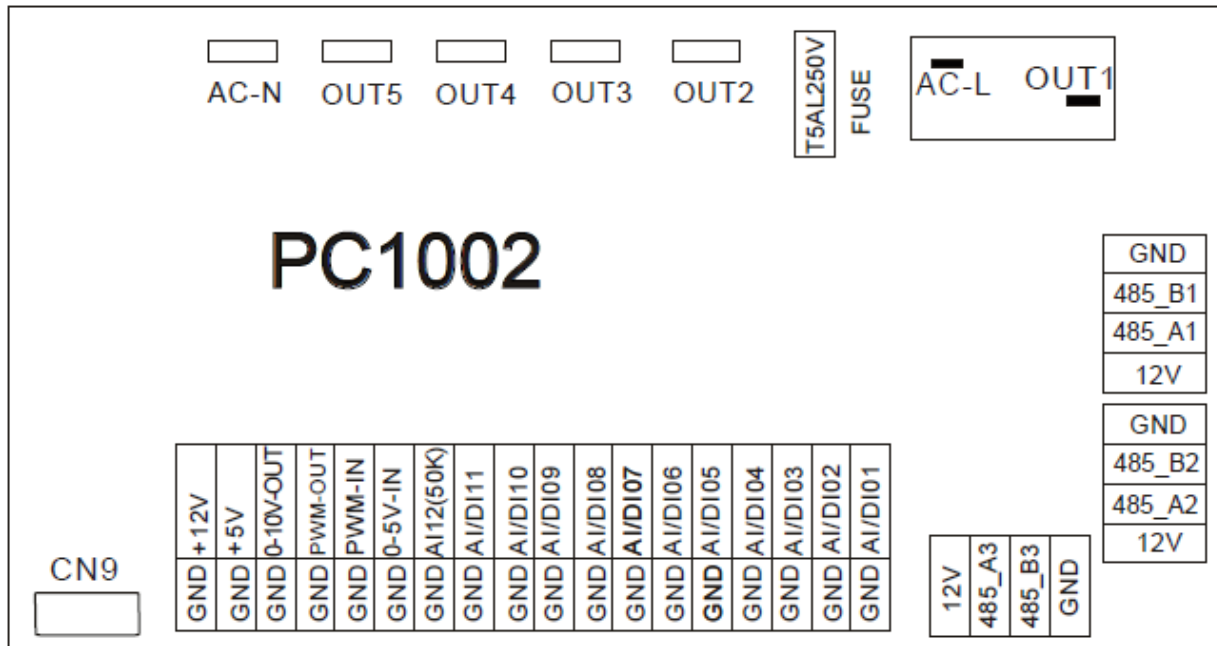 AC-N OUT5 OUT4 OUT3 OUT2 T5AL250V FUSE AC-L OUT1
PC1002
GND
485_B1
485_A1
12V
GND
485_B2
485_A2
12V
+12V +5V 0-10V-OUT PWM-OUT PWM-IN 0-5V-IN AI12(50K) AI/DI11 AI/DI10 AI/DI09 AI/DI08 AI/DI07 AI/DI06 AI/DI05 AI/DI04 AI/DI03 AI/DI02 AI/DI01
GND GND GND GND GND GND GND GND GND GND GND GND GND GND GND GND GND GND
CN9
12V 485_A3 485_B3 GND